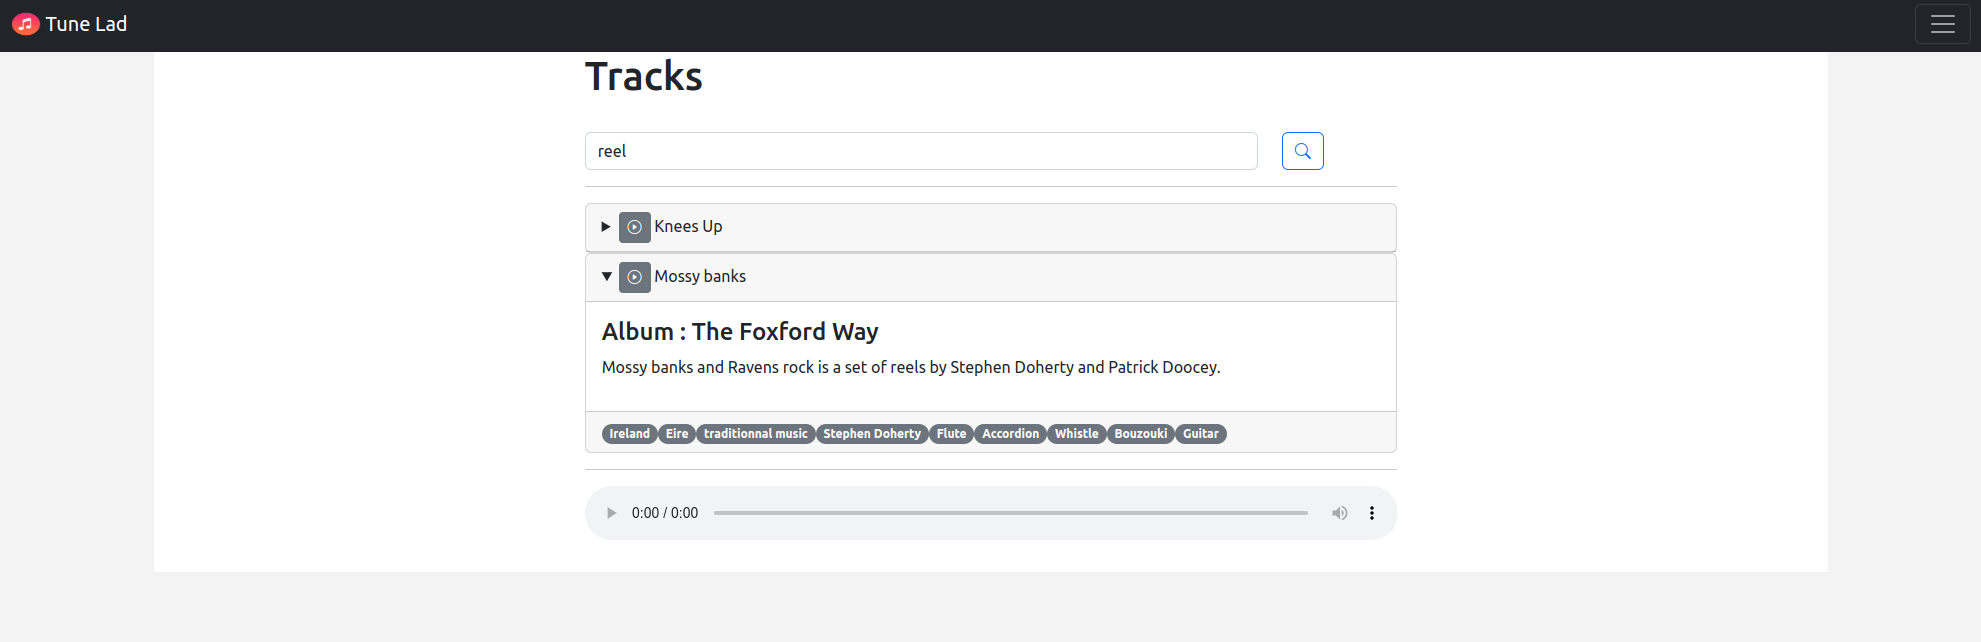 Tune Lad
Tracks
reel
Knees Up
Mossy banks
Album : The Foxford Way
Mossy banks and Ravens rock is a set of reels by Stephen Doherty and Patrick Doocey.
Ireland Eire traditionnal music Stephen Doherty Flute Accordion Whistle Bouzouki Guitar
0:00 / 0:00